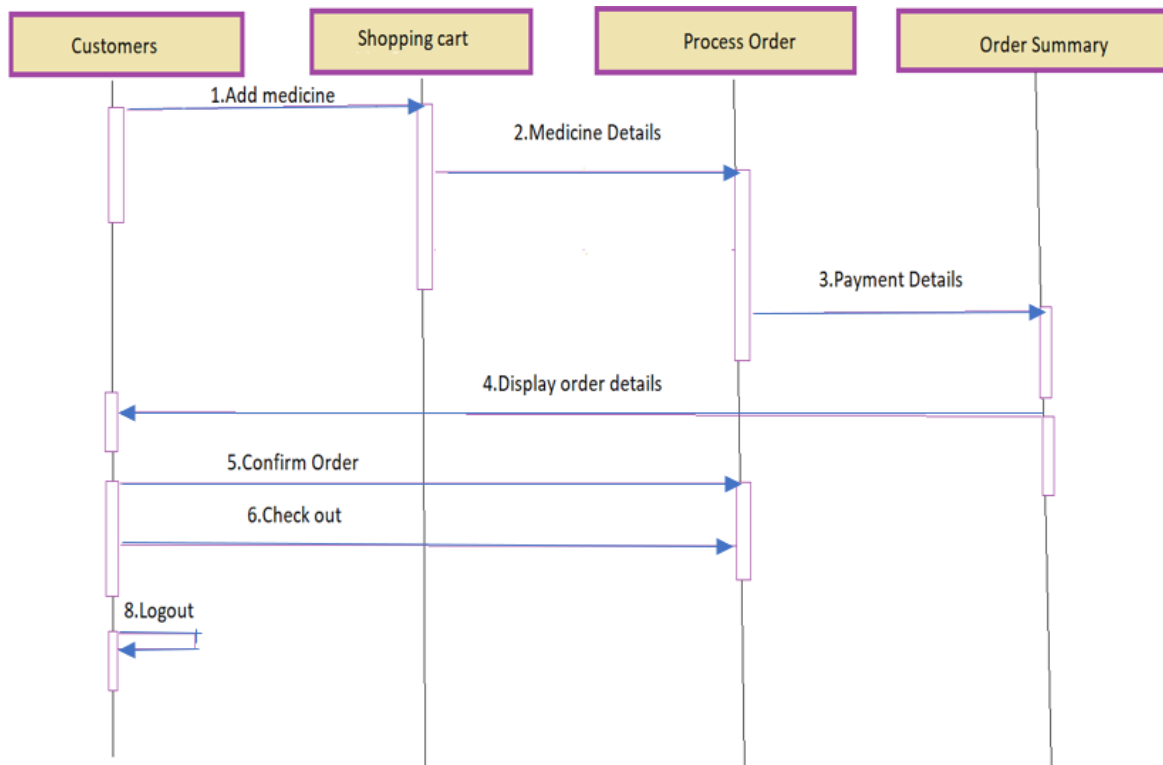 Customers
Shopping cart
Process Order
Order Summary
1.Add medicine
2.Medicine Details
3.Payment Details
4.Display order details
5.Confirm Order
6.Check out
8.Logout